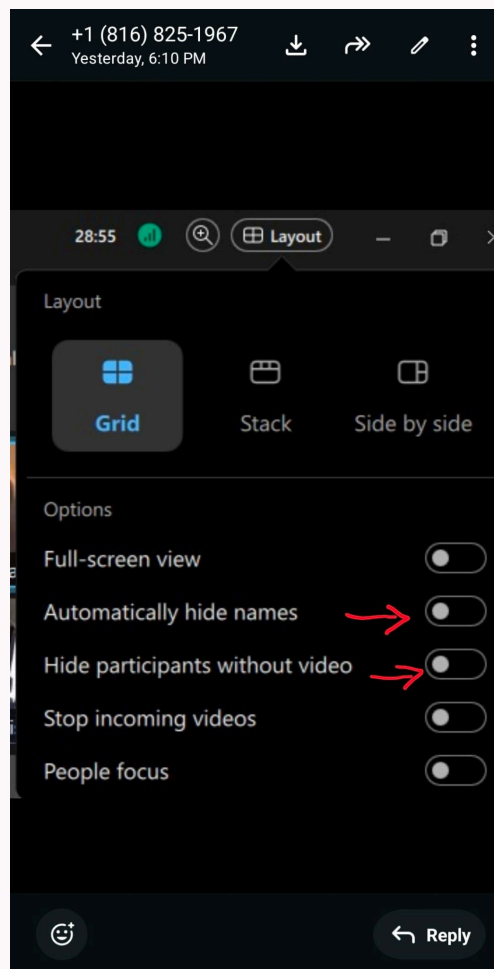 +1 (816) 825-1967
Yesterday, 6:10 PM
28:55 Layout
Layout
Grid Stack Side by side
Options
Full-screen view
Automatically hide names
Hide participants without video
Stop incoming videos
People focus
Reply